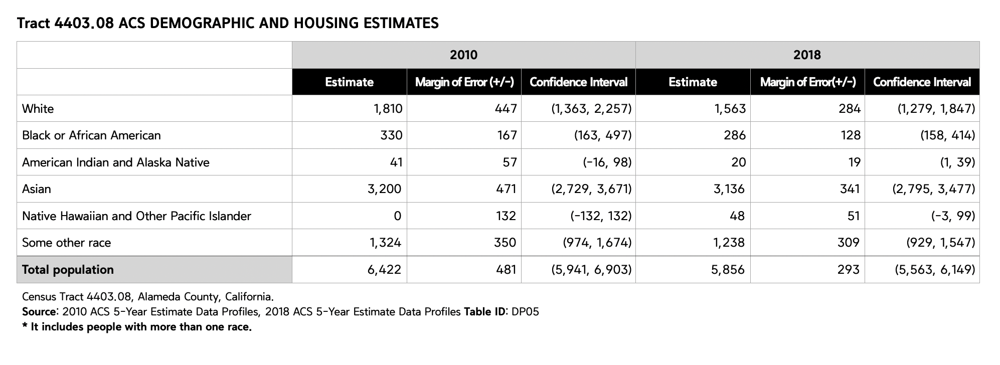 Tract 4403.08 ACS DEMOGRAPHIC AND HOUSING ESTIMATES
2010 2018
Estimate Margin of Error (+/-) Confidence Interval Estimate Margin of Error(+/-) Confidence Interval
White 1,810 447 (1,363, 2,257) 1,563 284 (1,279, 1,847)
Black or African American 330 167 (163, 497) 286 128 (158, 414)
American Indian and Alaska Native 41 57 (-16, 98) 20 19 (1, 39)
Asian 3,200 471 (2,729, 3,671) 3,136 341 (2,795, 3,477)
Native Hawaiian and Other Pacific Islander 0 132 (-132, 132) 48 51 (-3, 99)
Some other race 1,324 350 (974, 1,674) 1,238 309 (929, 1,547)
Total population 6,422 481 (5,941, 6,903) 5,856 293 (5,563, 6,149)
Census Tract 4403.08, Alameda County, California.
Source: 2010 ACS 5-Year Estimate Data Profiles, 2018 ACS 5-Year Estimate Data Profiles Table ID: DP05
* It includes people with more than one race.